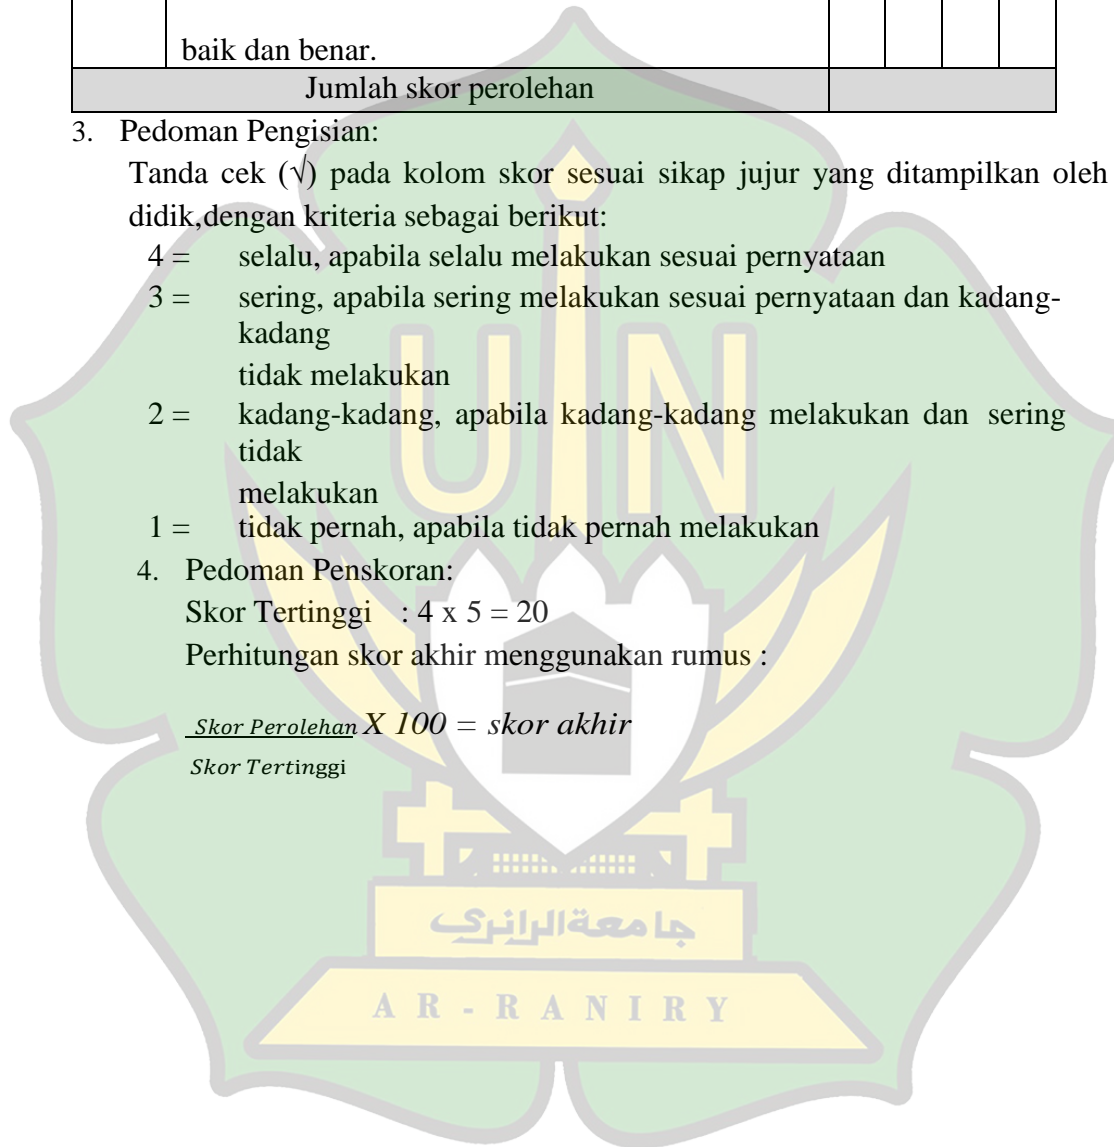 baik dan benar.
Jumlah skor perolehan
3. Pedoman Pengisian:
Tanda cek (√) pada kolom skor sesuai sikap jujur yang ditampilkan oleh
didik,dengan kriteria sebagai berikut:
4 = selalu, apabila selalu melakukan sesuai pernyataan
3 = sering, apabila sering melakukan sesuai pernyataan dan kadang-
kadang
tidak melakukan
2 = kadang-kadang, apabila kadang-kadang melakukan dan sering
tidak
melakukan
1 = tidak pernah, apabila tidak pernah melakukan
4. Pedoman Penskoran:
Skor Tertinggi : 4 x 5 = 20
Perhitungan skor akhir menggunakan rumus :
Skor Perolehan X 100 = skor akhir
Skor Tertinggi
UIN
جامعةالرانري
AR-RANIRY